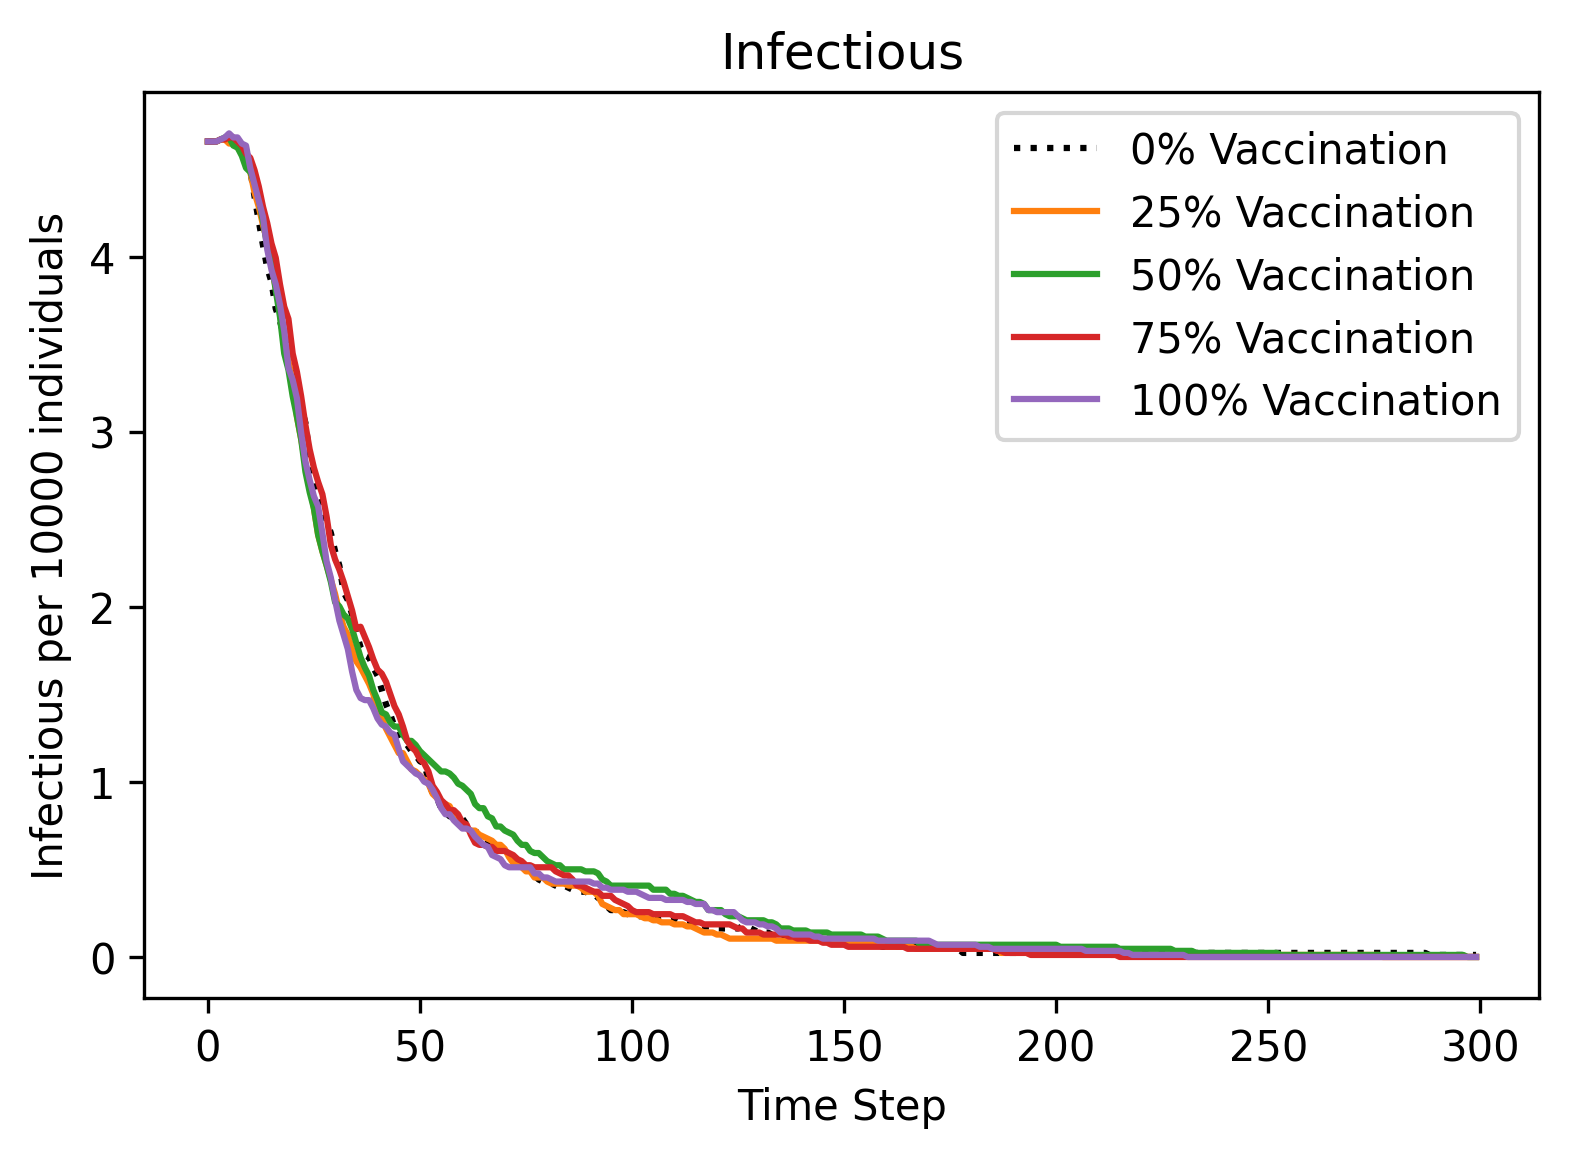 Infectious
Infectious per 10000 individuals
4
3
2
1
0
0% Vaccination
25% Vaccination
50% Vaccination
75% Vaccination
100% Vaccination
0 50 100 150 200 250 300
Time Step